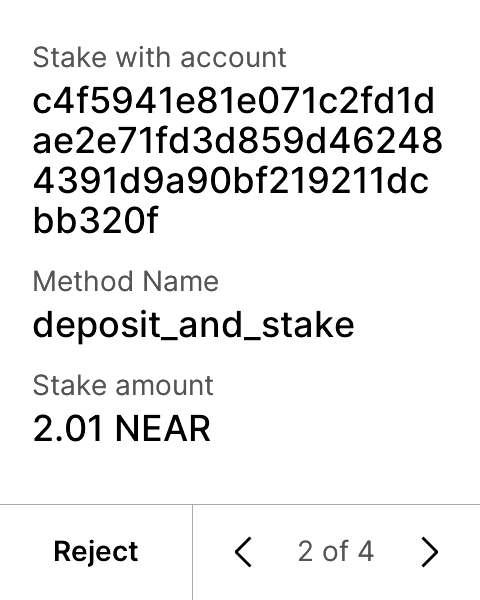 Stake with account
c4f5941e81e071c2fd1d
ae2e71fd3d859d46248
4391d9a90bf219211dc
bb320f
Method Name
deposit_and_stake
Stake amount
2.01 NEAR
Reject
2 of 4